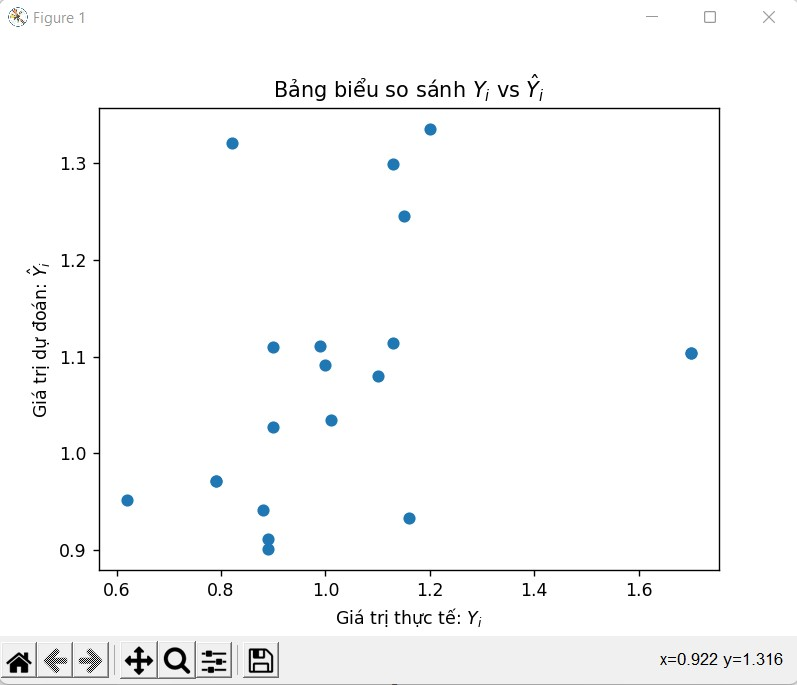 Figure 1
Bảng biểu so sánh Yᵢ vs Ŷᵢ
1.3
1.2
1.1
1.0
0.9
Giá trị dự đoán: Ŷᵢ
0.6 0.8 1.0 1.2 1.4 1.6
Giá trị thực tế: Yᵢ
x=0.922 y=1.316